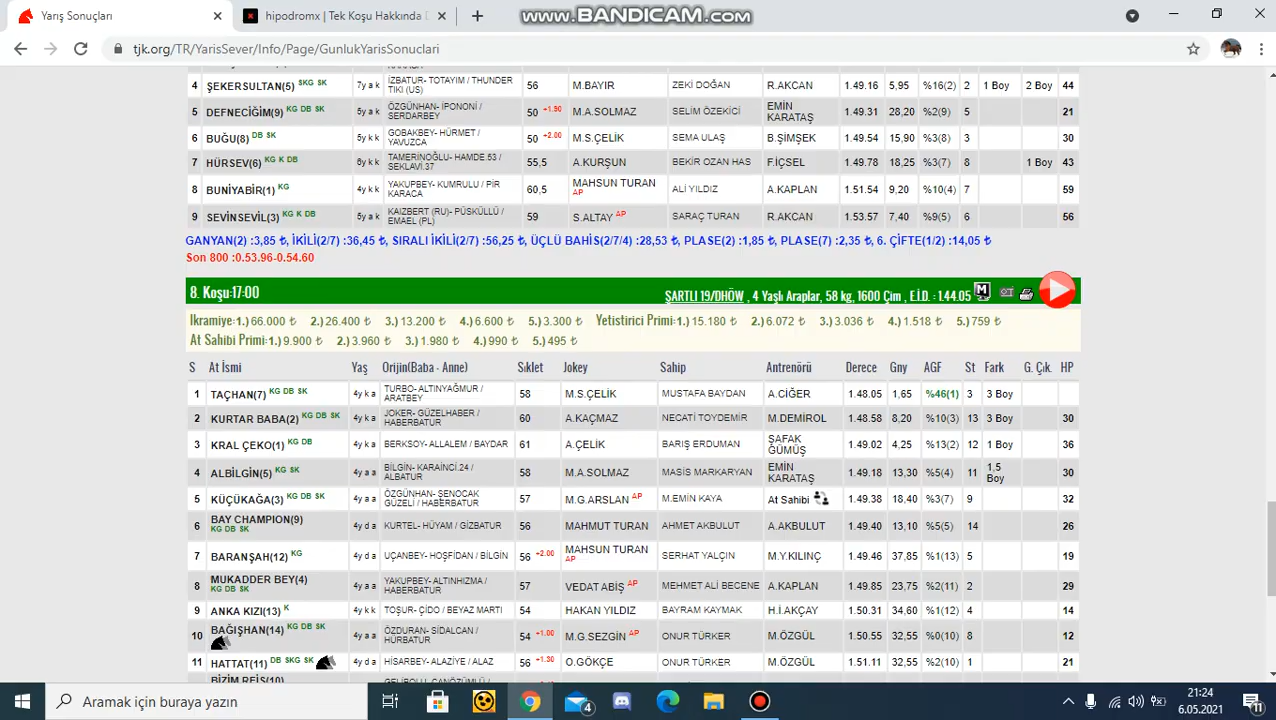 Yarış Sonuçları
hipodromx | Tek Koşu Hakkında D
www.BANDICAM.com
tjk.org/TR/YarisSever/Info/Page/GunlukYarisSonuclari
4 ŞEKERSULTAN(5) SKG SK 7y a k İZBATUR- TOTAYIM / THUNDER TIKI (US) 56 M.BAYIR ZEKİ DOĞAN R.AKCAN 1.49.16 5,95 %16(2) 2 1 Boy 2 Boy 44
5 DEFNECİĞİM(9) KG DB SK 5y a k ÖZGÜNHAN- İPONONİ / SERDARBEY 50 +1.50 M.A.SOLMAZ SELİM ÖZEKİCİ EMİN KARATAŞ 1.49.31 28,20 %2(9) 5 21
6 BUĞU(8) DB SK 5y k k GOBAKBEY- HÜRMET / YAVUZCA 50 +2.00 M.S.ÇELİK SEMA ULAŞ B.ŞİMŞEK 1.49.54 15,90 %3(8) 3 30
7 HÜRSEV(6) KG K DB 6y k k TAMERINOĞLU- HAMDE.53 / SEKLAVİ.37 55,5 A.KURŞUN BEKİR OZAN HAS F.İÇSEL 1.49.78 18,25 %3(7) 8 1 Boy 43
8 BUNİYABİR(1) KG 4y k k YAKUPBEY- KUMRULU / PİR KARACA 60,5 MAHSUN TURAN AP ALİ YILDIZ A.KAPLAN 1.51.54 9,20 %10(4) 7 59
9 SEVİNSEVİL(3) KG K DB 5y a k KAIZBERT (RU)- PÜSKÜLLÜ / EMAEL (PL) 59 S.ALTAY AP SARAÇ TURAN R.AKCAN 1.53.57 7,40 %9(5) 6 56
GANYAN(2) :3,85 ₺, İKİLİ(2/7) :36,45 ₺, SIRALI İKİLİ(2/7) :56,25 ₺, ÜÇLÜ BAHİS(2/7/4) :28,53 ₺, PLASE(2) :1,85 ₺, PLASE(7) :2,35 ₺, 6. ÇİFTE(1/2) :14,05 ₺
Son 800 :0.53.96-0.54.60
8. Koşu:17:00 ŞARTLI 19/DHÖW , 4 Yaşlı Araplar, 58 kg, 1600 Çim , E.İ.D. : 1.44.05 M
Ikramiye:1.) 66.000 ₺ 2.) 26.400 ₺ 3.) 13.200 ₺ 4.) 6.600 ₺ 5.) 3.300 ₺ Yetistirici Primi:1.) 15.180 ₺ 2.) 6.072 ₺ 3.) 3.036 ₺ 4.) 1.518 ₺ 5.) 759 ₺
At Sahibi Primi:1.) 9.900 ₺ 2.) 3.960 ₺ 3.) 1.980 ₺ 4.) 990 ₺ 5.) 495 ₺
S At İsmi Yaş Orijin(Baba - Anne) Sıklet Jokey Sahip Antrenörü Derece Gny AGF St Fark G. Çık. HP
1 TAÇHAN(7) KG DB SK 4y k a TURBO- ALTINYAĞMUR / ARATBEY 58 M.S.ÇELİK MUSTAFA BAYDAN A.CİĞER 1.48.05 1,65 %46(1) 3 3 Boy
2 KURTAR BABA(2) KG DB SK 4y k a JOKER- GÜZELHABER / HABERBATUR 60 A.KAÇMAZ NECATİ TOYDEMİR M.DEMİROL 1.48.58 8,20 %10(3) 13 3 Boy 30
3 KRAL ÇEKO(1) KG DB 4y k a BERKSOY- ALLALEM / BAYDAR 61 A.ÇELİK BARIŞ ERDUMAN ŞAFAK GÜMÜŞ 1.49.02 4,25 %13(2) 12 1 Boy 36
4 ALBİLGİN(5) KG SK 4y a a BİLGİN- KARAİNCİ.24 / ALBATUR 58 M.A.SOLMAZ MASİS MARKARYAN EMİN KARATAŞ 1.49.18 13,30 %5(4) 11 1,5 Boy 30
5 KÜÇÜKAĞA(3) KG DB SK 4y a a ÖZGÜNHAN- SENOCAK GÜZELİ / HABERBATUR 57 M.G.ARSLAN AP M.EMİN KAYA At Sahibi 1.49.38 18,40 %3(7) 9 32
6 BAY CHAMPION(9) KG DB SK 4y d a KURTEL- HÜYAM / GİZBATUR 56 MAHMUT TURAN AHMET AKBULUT A.AKBULUT 1.49.40 13,10 %5(5) 14 26
7 BARANŞAH(12) KG 4y d a UÇANBEY- HOŞFİDAN / BİLGİN 56 +2.00 MAHSUN TURAN AP SERHAT YALÇIN M.Y.KILINÇ 1.49.46 37,85 %1(13) 5 19
8 MUKADDER BEY(4) KG DB SK 4y a a YAKUPBEY- ALTINHIZMA / HABERBATUR 57 VEDAT ABİŞ AP MEHMET ALİ BECENE A.KAPLAN 1.49.85 23,75 %2(11) 2 29
9 ANKA KIZI(13) K 4y k k TOŞUR- ÇİDO / BEYAZ MARTI 54 HAKAN YILDIZ BAYRAM KAYMAK H.İ.AKÇAY 1.50.31 34,60 %1(12) 4 14
10 BAĞIŞHAN(14) KG DB SK 4y a a ÖZDURAN- SİDALCAN / HÜRBATUR 54 +1.00 M.G.SEZGİN AP ONUR TÜRKER M.ÖZGÜL 1.50.55 32,55 %0(10) 8 12
11 HATTAT(11) DB SKG SK 4y d a HİSARBEY- ALAZİYE / ALAZ 56 +1.30 O.GÖKÇE ONUR TÜRKER M.ÖZGÜL 1.51.11 32,55 %2(10) 1 21
BİZİM REİS(10)
Aramak için buraya yazın
4
21:24
6.05.2021
11